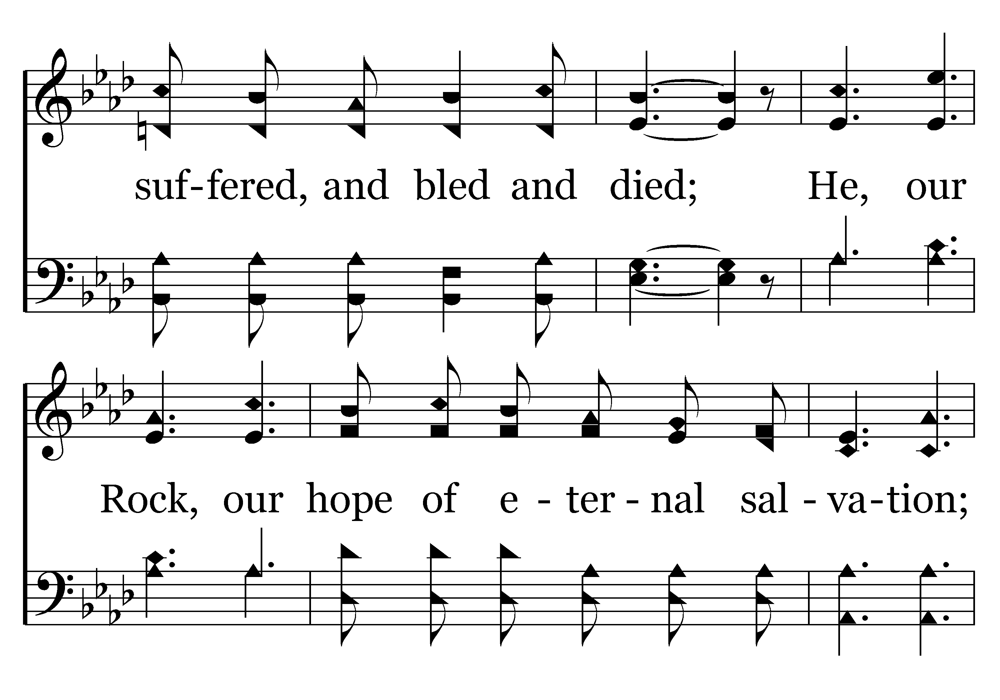 suf-fered, and bled and died; He, our
Rock, our hope of e - ter - nal sal - va-tion;